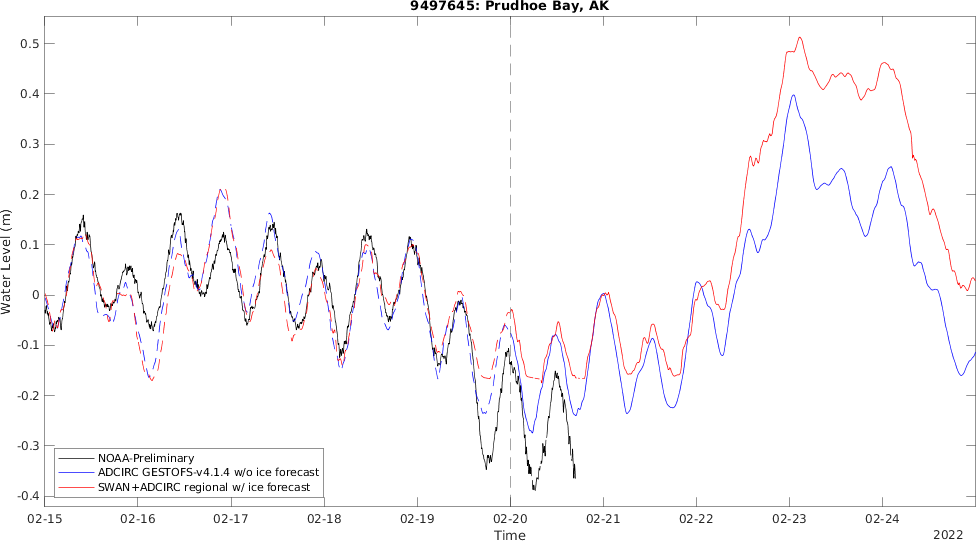 9497645: Prudhoe Bay, AK
Water Level (m)
0.5
0.4
0.3
0.2
0.1
0
-0.1
-0.2
-0.3
-0.4
NOAA-Preliminary
ADCIRC GESTOFS-v4.1.4 w/o ice forecast
SWAN+ADCIRC regional w/ ice forecast
02-15 02-16 02-17 02-18 02-19 02-20 02-21 02-22 02-23 02-24
Time
2022